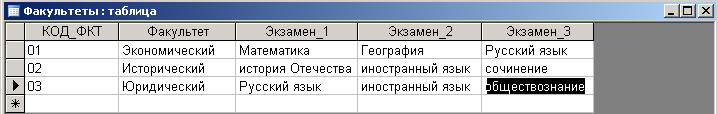 Факультеты : таблица
КОД_ФКТ Факультет Экзамен_1 Экзамен_2 Экзамен_3
01 Экономический Математика География Русский язык
02 Исторический история Отечества иностранный язык сочинение
03 Юридический Русский язык иностранный язык обществознание